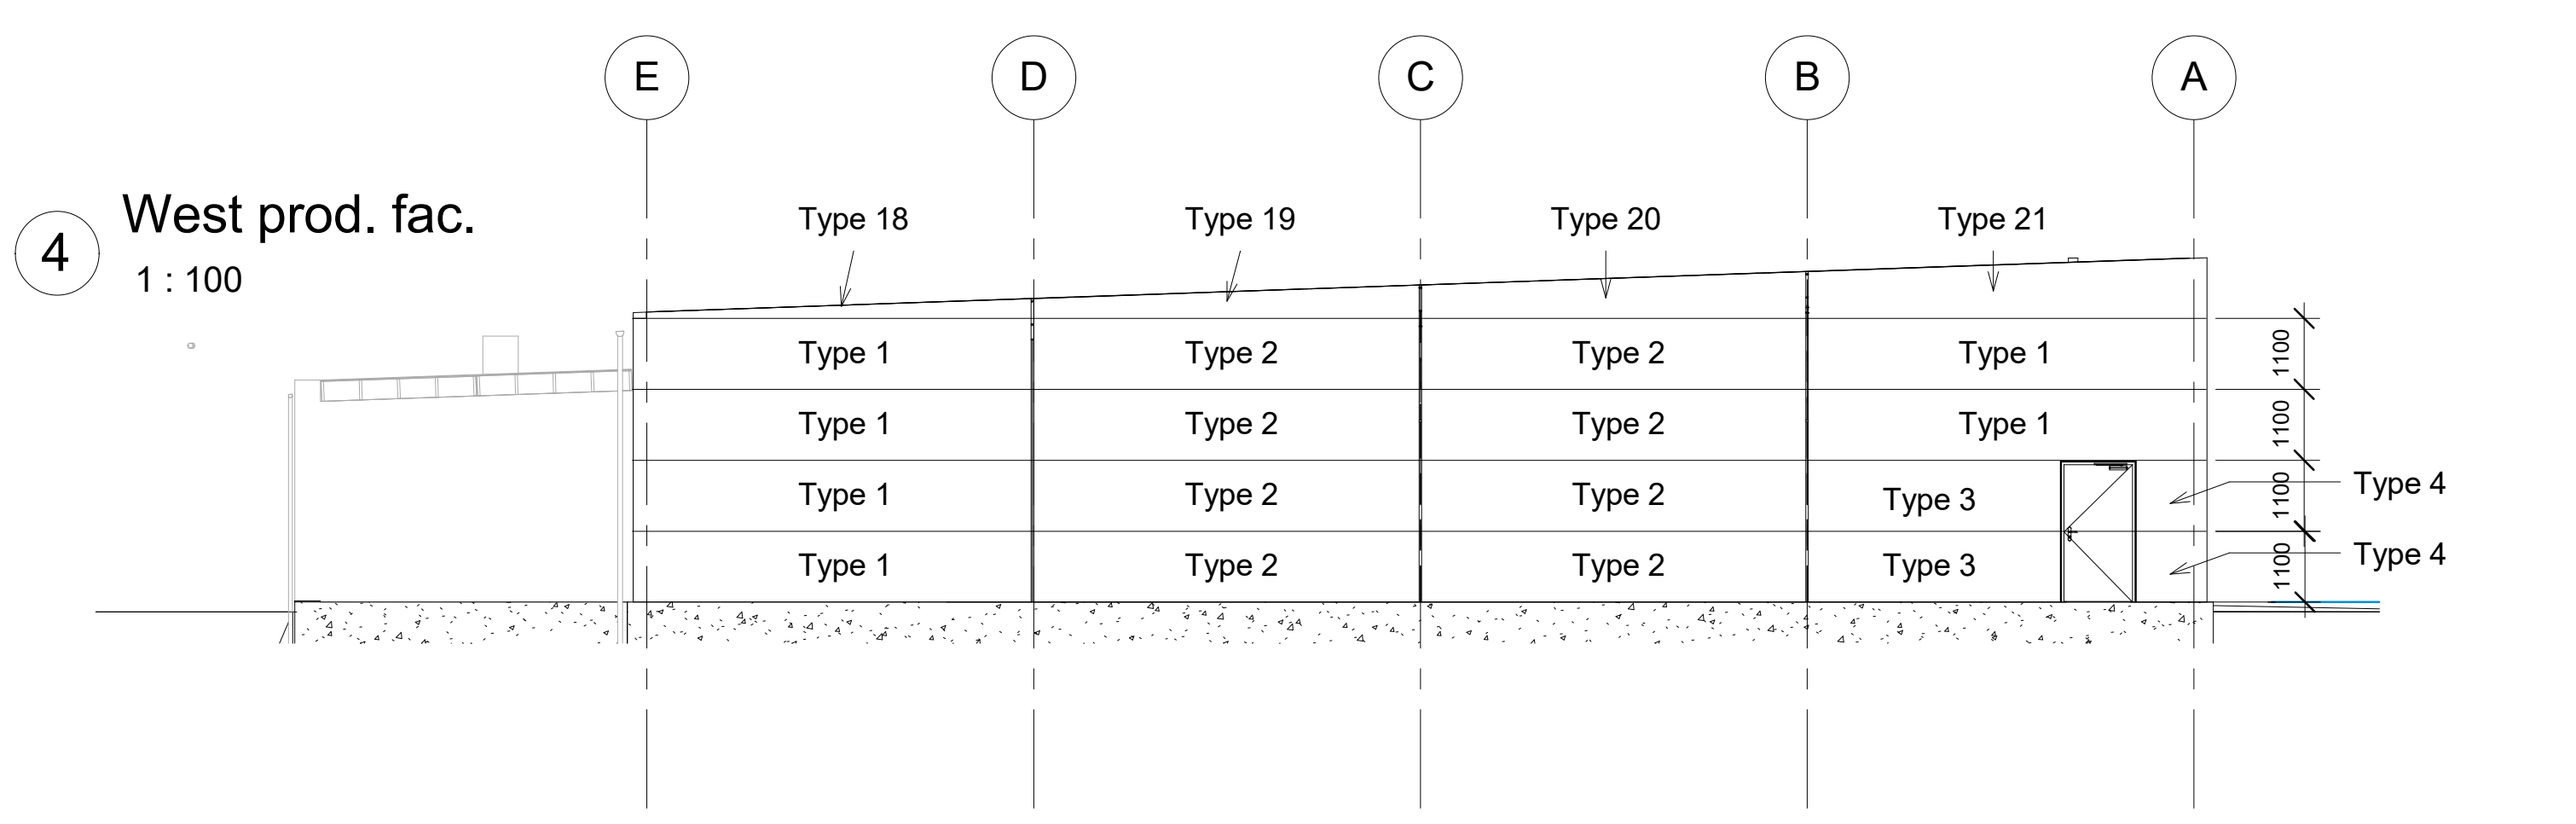 E D C B A
4 West prod. fac.
1 : 100
Type 18 Type 19 Type 20 Type 21
Type 1 Type 2 Type 2 Type 1 1100
Type 1 Type 2 Type 2 Type 1 1100
Type 1 Type 2 Type 2 Type 3 1100 Type 4
Type 1 Type 2 Type 2 Type 3 1100 Type 4